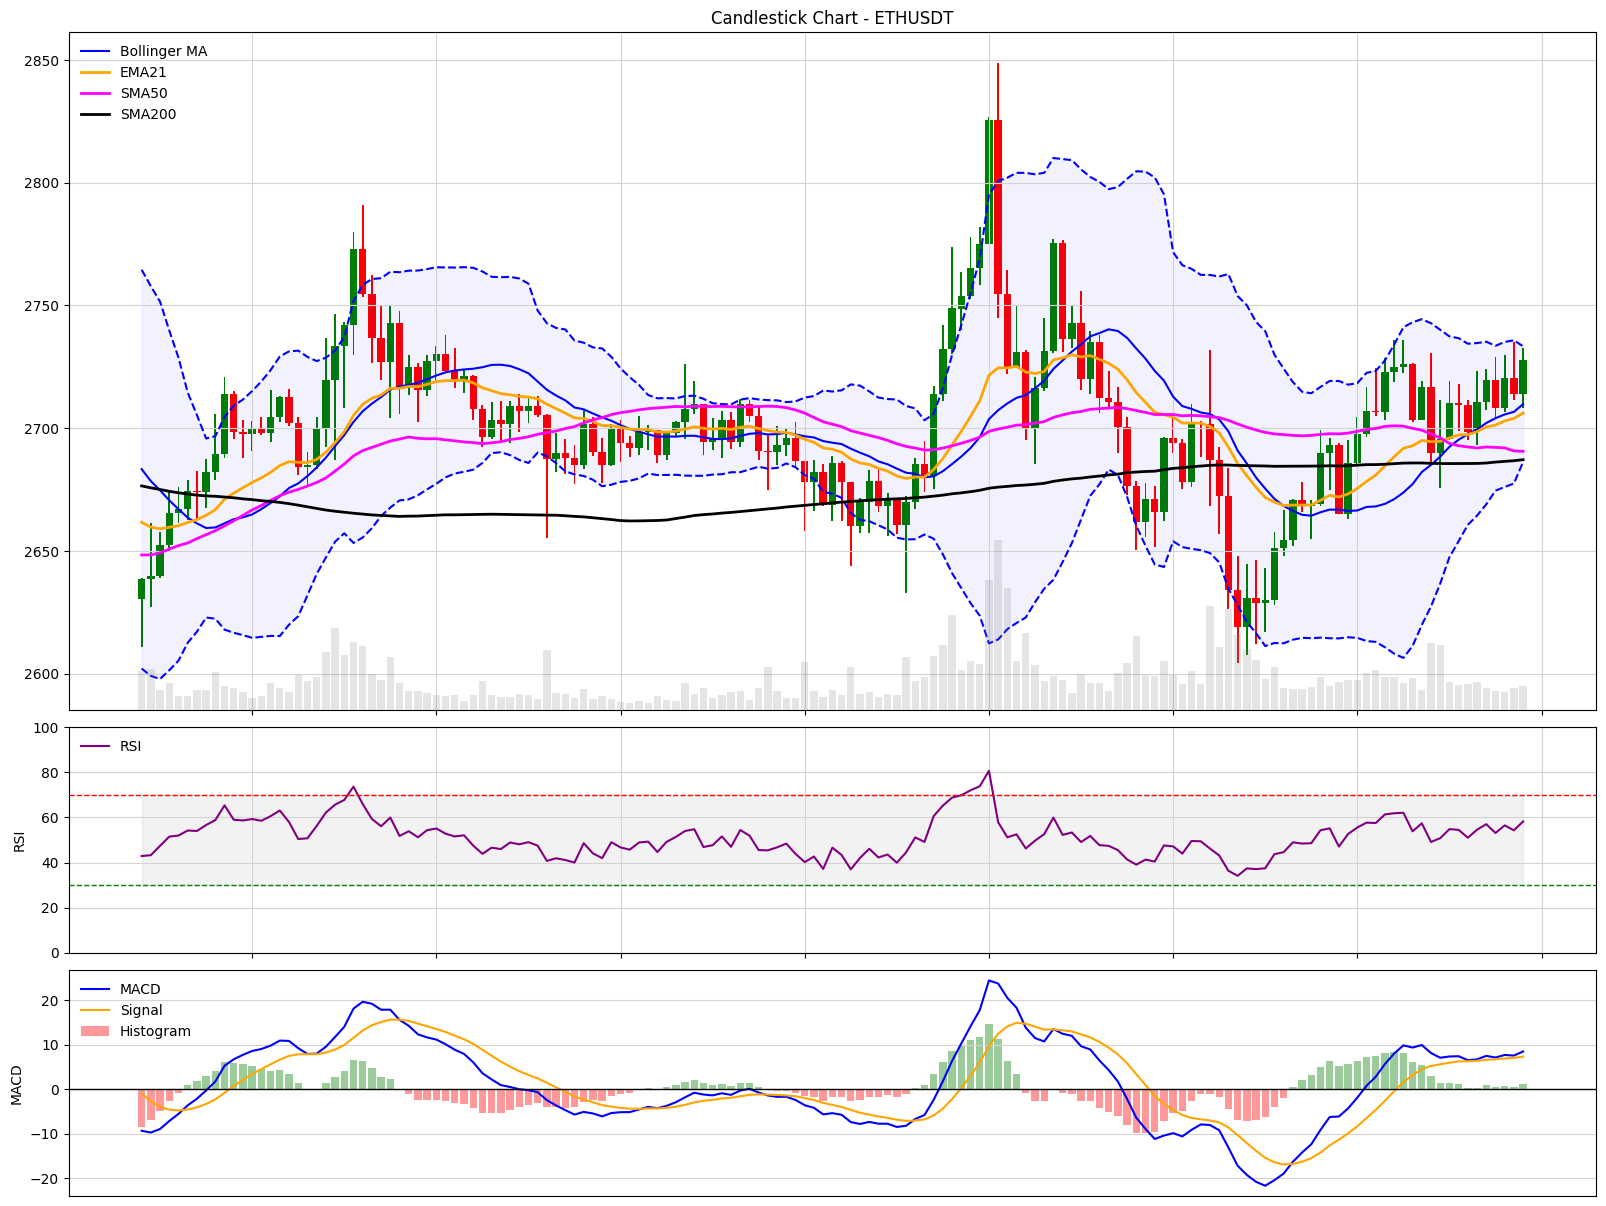 Candlestick Chart - ETHUSDT
Bollinger MA
EMA21
SMA50
SMA200
2850
2800
2750
2700
2650
2600
RSI
100
80
60
40
20
0
RSI
MACD
Signal
Histogram
20
10
0
−10
−20
MACD